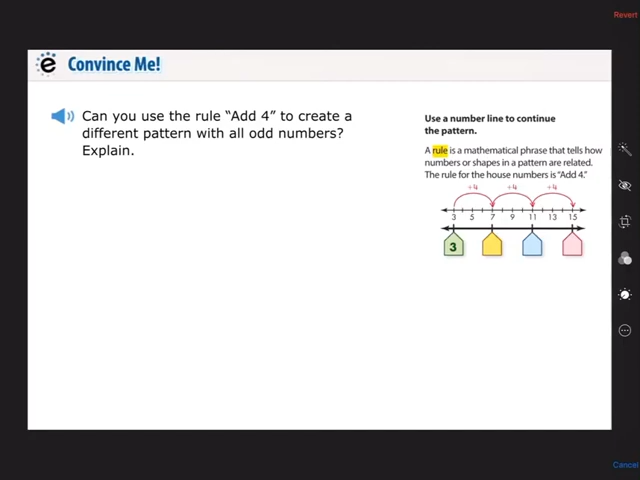 Revert
e Convince Me!
Can you use the rule “Add 4” to create a
different pattern with all odd numbers?
Explain.
Use a number line to continue
the pattern.
A rule is a mathematical phrase that tells how
numbers or shapes in a pattern are related.
The rule for the house numbers is “Add 4.”
+4 +4 +4
3 5 7 9 11 13 15
3
Cancel